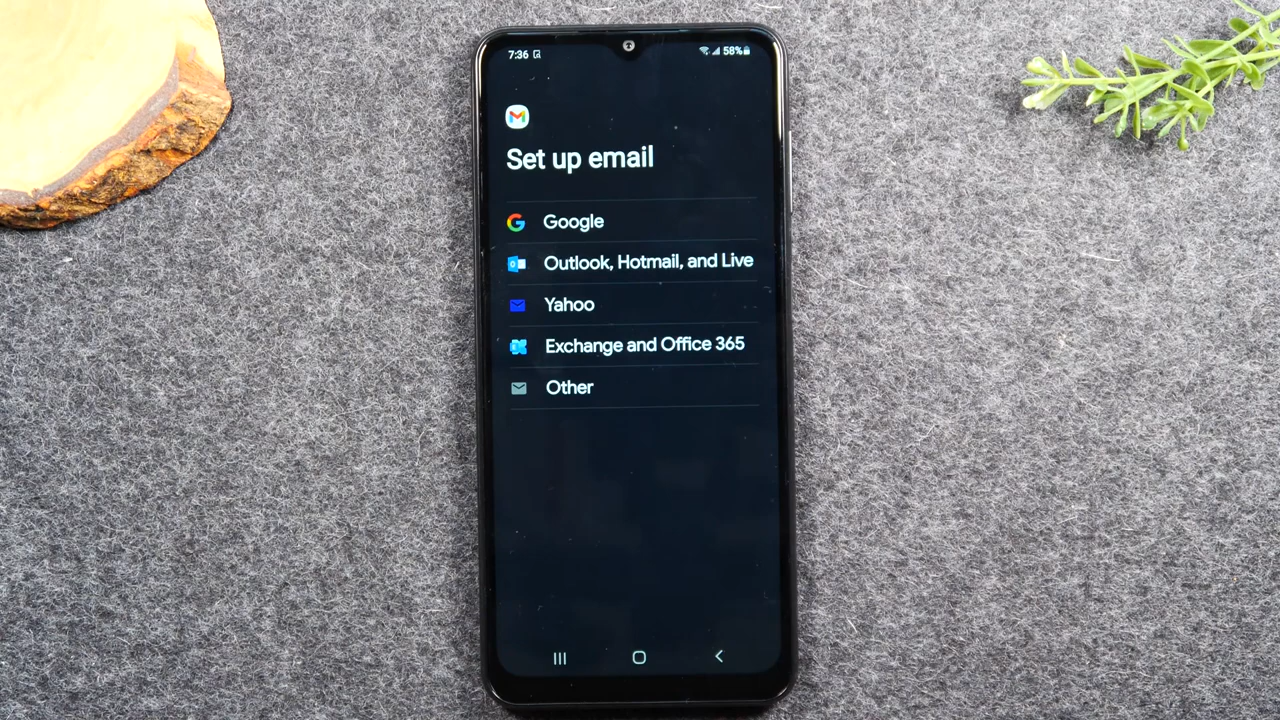 7:36 58%
Set up email
Google
Outlook, Hotmail, and Live
Yahoo
Exchange and Office 365
Other